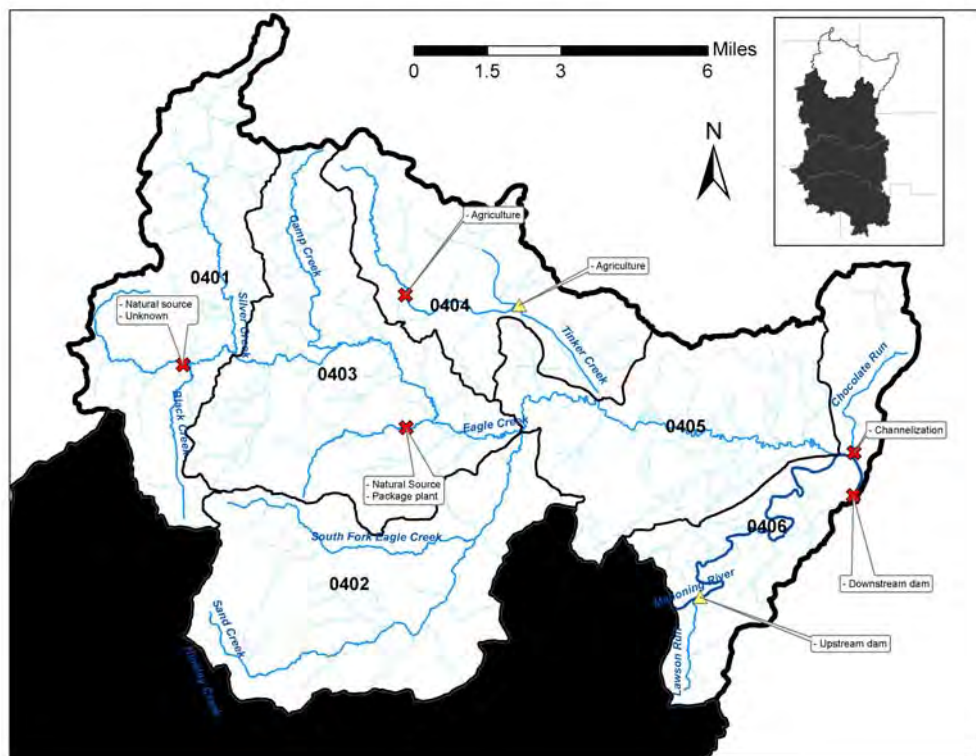 Miles
0 1.5 3 6
N
- Agriculture
Camp Creek
- Agriculture
0401
0404
- Natural source
- Unknown
Silver Creek
Tinker Creek
Chocolate Run
0403
Black Creek
Eagle Creek
0405
- Channelization
- Natural Source
- Package plant
0406
South Fork Eagle Creek
0402
- Downstream dam
Mahoning River
Sand Creek
Lawson Run
- Upstream dam